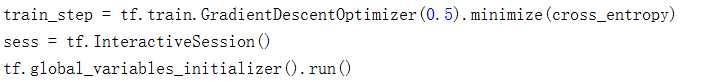 train_step = tf.train.GradientDescentOptimizer(0.5).minimize(cross_entropy)
sess = tf.InteractiveSession()
tf.global_variables_initializer().run()